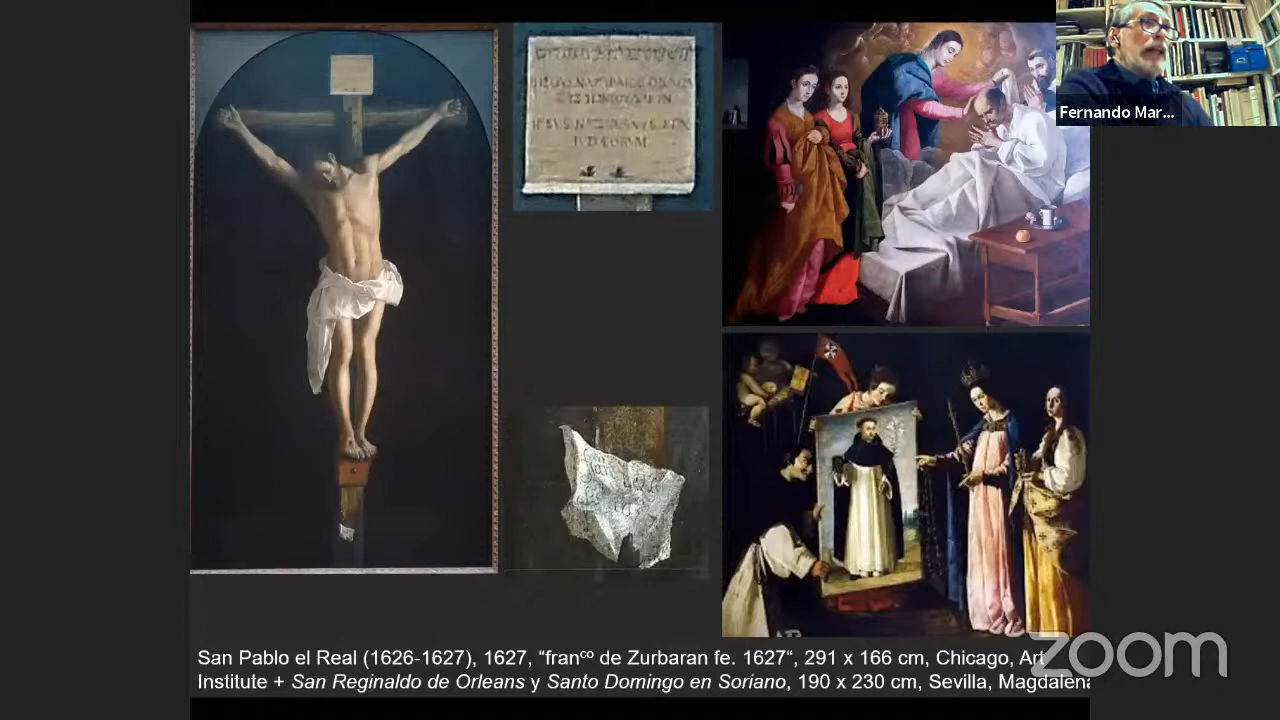 Fernando Mar...
San Pablo el Real (1626-1627), 1627, “franco de Zurbaran fe. 1627“, 291 x 166 cm, Chicago, Art
Institute + San Reginaldo de Orleans y Santo Domingo en Soriano, 190 x 230 cm, Sevilla, Magdalena
zoom